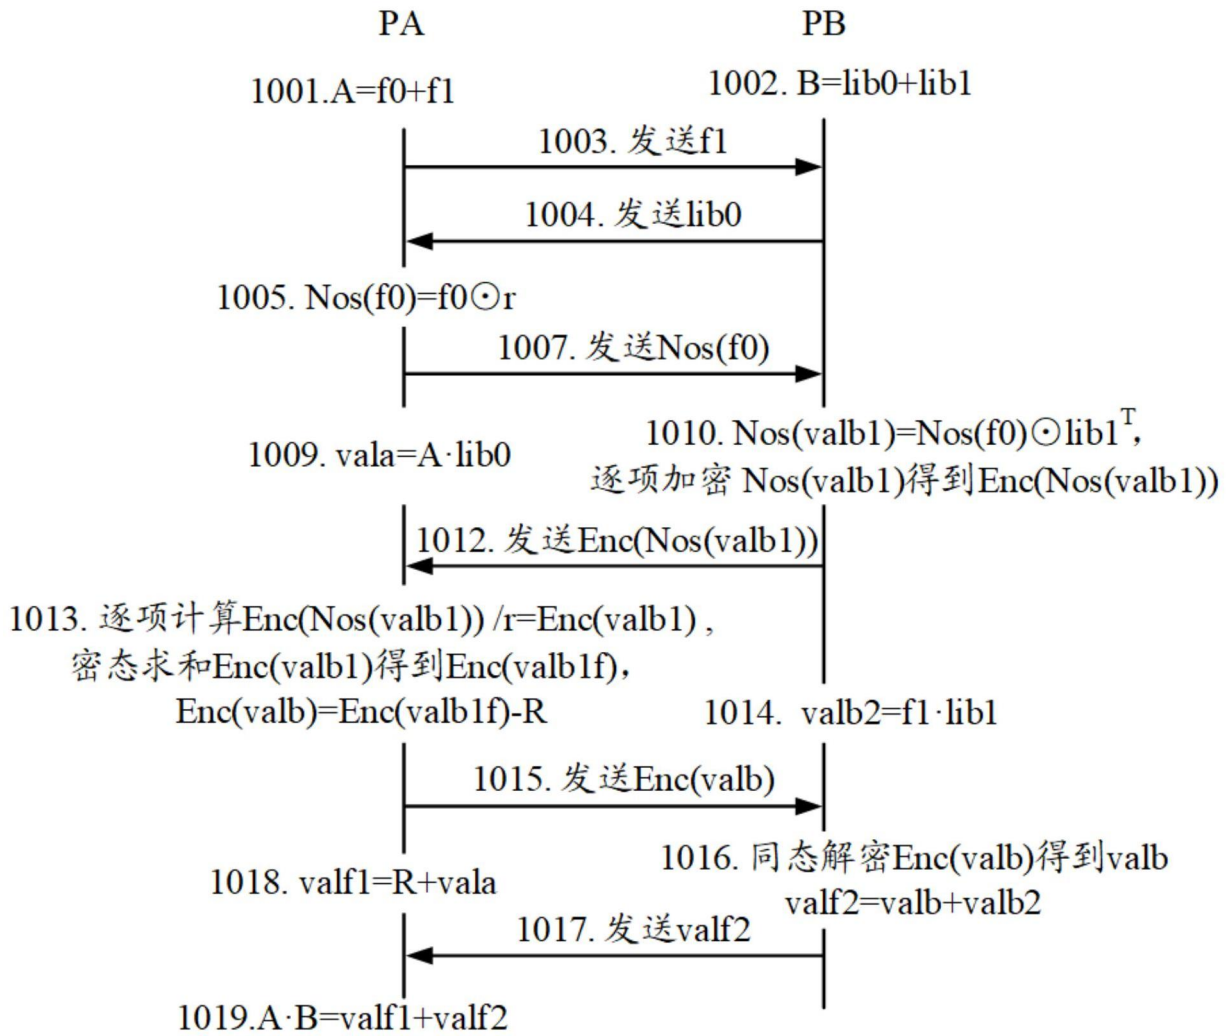 PA
PB
1001.A=f0+f1
1002. B=lib0+lib1
1003. 发送f1
1004. 发送lib0
1005. Nos(f0)=f0⊙r
1007. 发送Nos(f0)
1009. vala=A·lib0
1010. Nos(valb1)=Nos(f0)⊙lib1ᵀ,
逐项加密 Nos(valb1)得到Enc(Nos(valb1))
1012. 发送Enc(Nos(valb1))
1013. 逐项计算Enc(Nos(valb1)) /r=Enc(valb1) ,
密态求和Enc(valb1)得到Enc(valb1f),
Enc(valb)=Enc(valb1f)-R
1014. valb2=f1·lib1
1015. 发送Enc(valb)
1016. 同态解密Enc(valb)得到valb
valf2=valb+valb2
1018. valf1=R+vala
1017. 发送valf2
1019.A·B=valf1+valf2